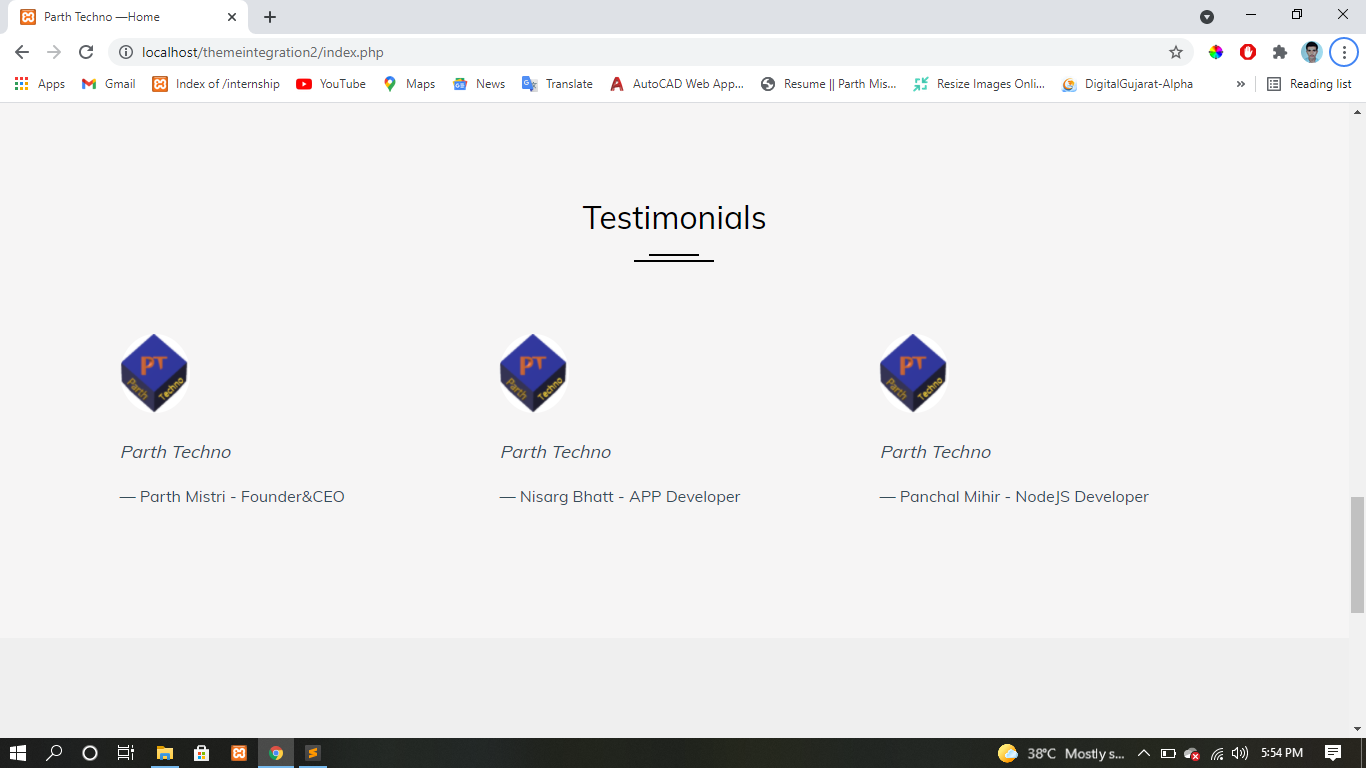 Parth Techno —Home
localhost/themeintegration2/index.php
Apps Gmail Index of /internship YouTube Maps News Translate AutoCAD Web App... Resume || Parth Mis... Resize Images Onli... DigitalGujarat-Alpha » Reading list
Testimonials
PT Parth Techno PT Parth Techno PT Parth Techno
Parth Techno Parth Techno Parth Techno
— Parth Mistri - Founder&CEO — Nisarg Bhatt - APP Developer — Panchal Mihir - NodeJS Developer
38°C Mostly s... 5:54 PM